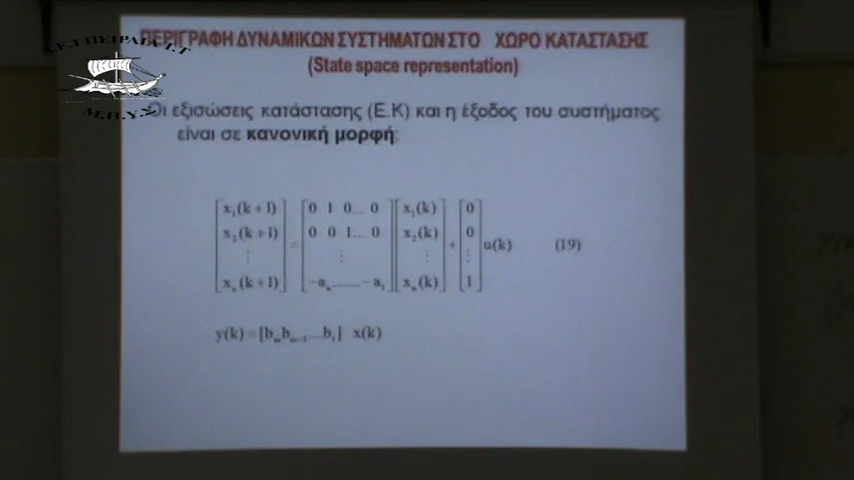 ΠΕΡΙΓΡΑΦΗ ΔΥΝΑΜΙΚΩΝ ΣΥΣΤΗΜΑΤΩΝ ΣΤΟ ΧΩΡΟ ΚΑΤΑΣΤΑΣΗΣ
(State space representation)
Τ.Ε.Ι ΠΕΙΡΑΙΑ Α.Τ
Μ.Π.Υ.Σ
Οι εξισώσεις κατάστασης (Ε.Κ) και η έξοδος του συστήματος
είναι σε κανονική μορφή:
x₁(k+1) 0 1 0... 0 x₁(k) 0
x₂(k+1) = 0 0 1... 0 x₂(k) + 0 u(k) (19)
⋮ ⋮ ⋮ ⋮
xₙ(k+1) -aₙ.......-a₁ xₙ(k) 1
y(k)=[bₘbₘ₋₁...b₁] x(k)